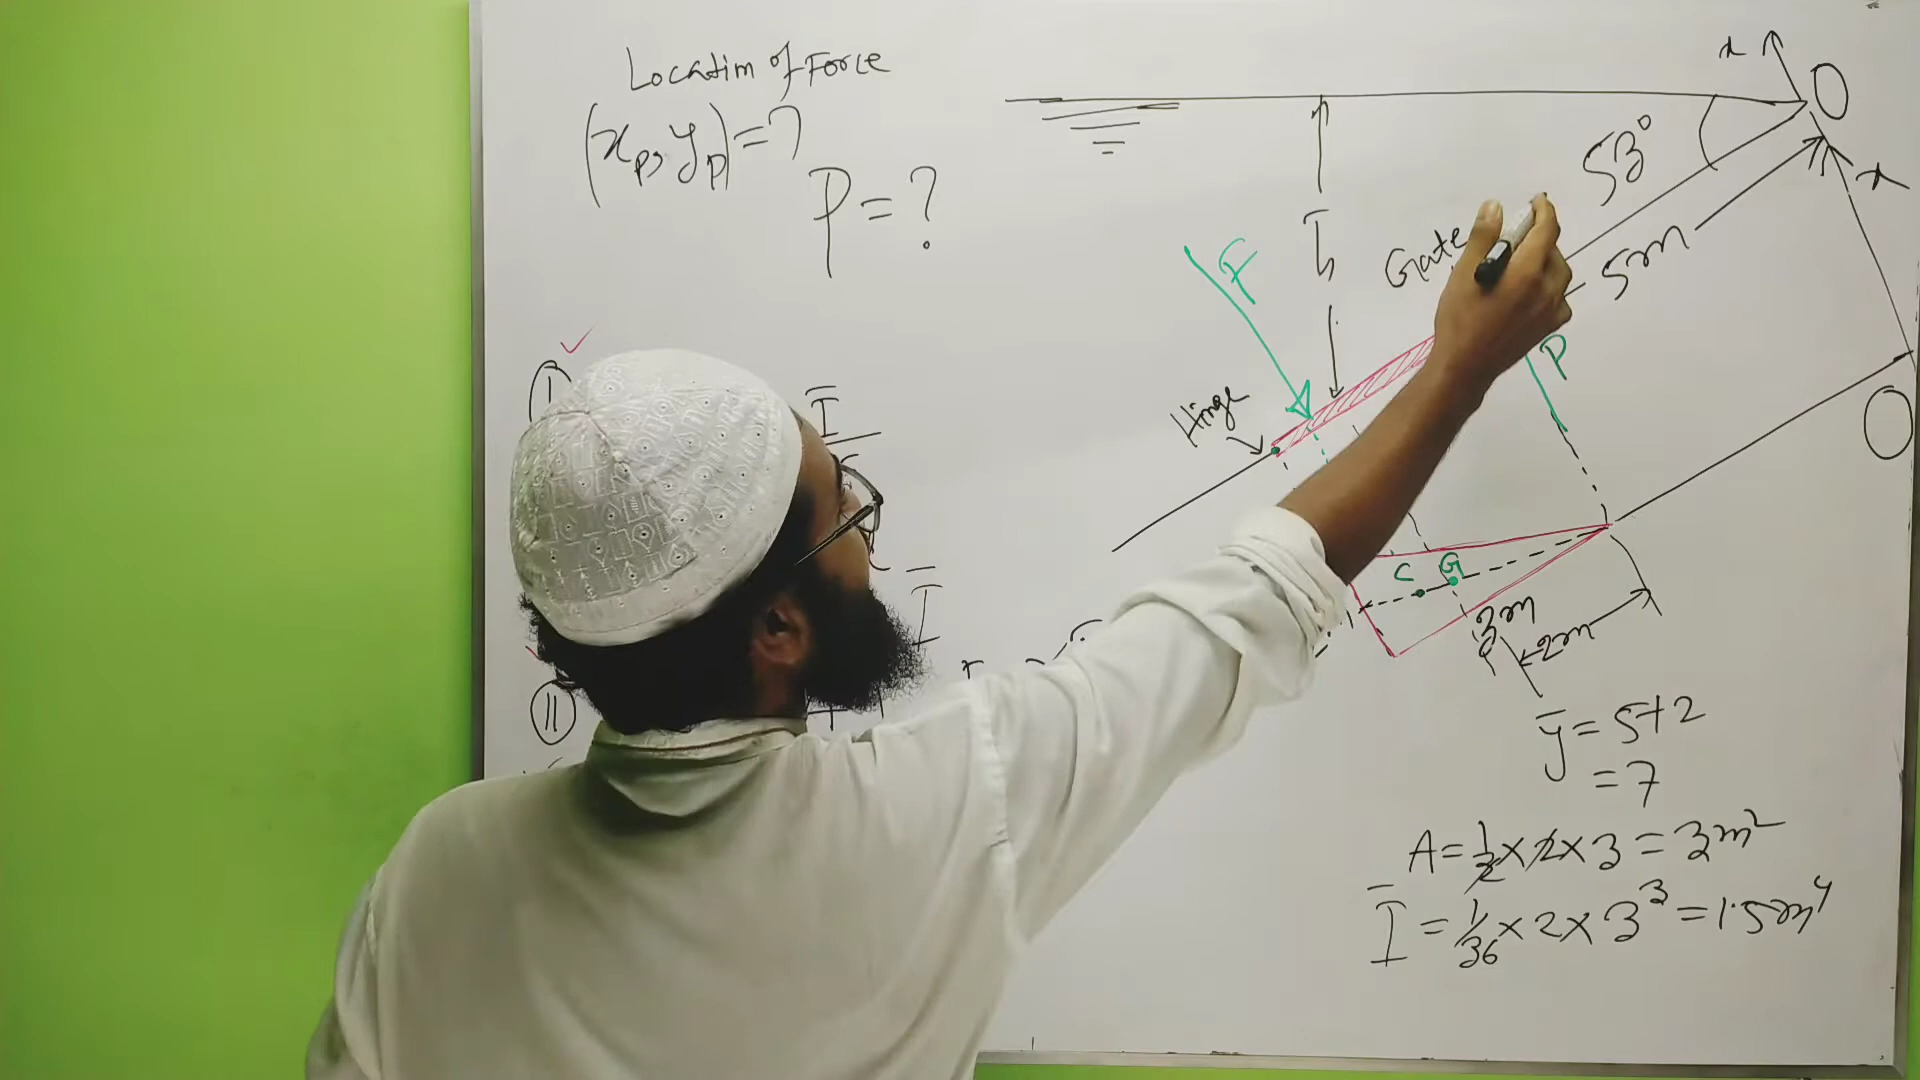 Location of Force
(xp, yp) = ?
P = ?
I
Ī
Ī
II
x
O
53°
x
h̄
Gate
5m
F
P
Hinge
O
C G
3m
2m
ȳ = 5+2
= 7
A = 1/2 × 2 × 3 = 3m²
Ī = 1/36 × 2 × 3³ = 1.5m⁴